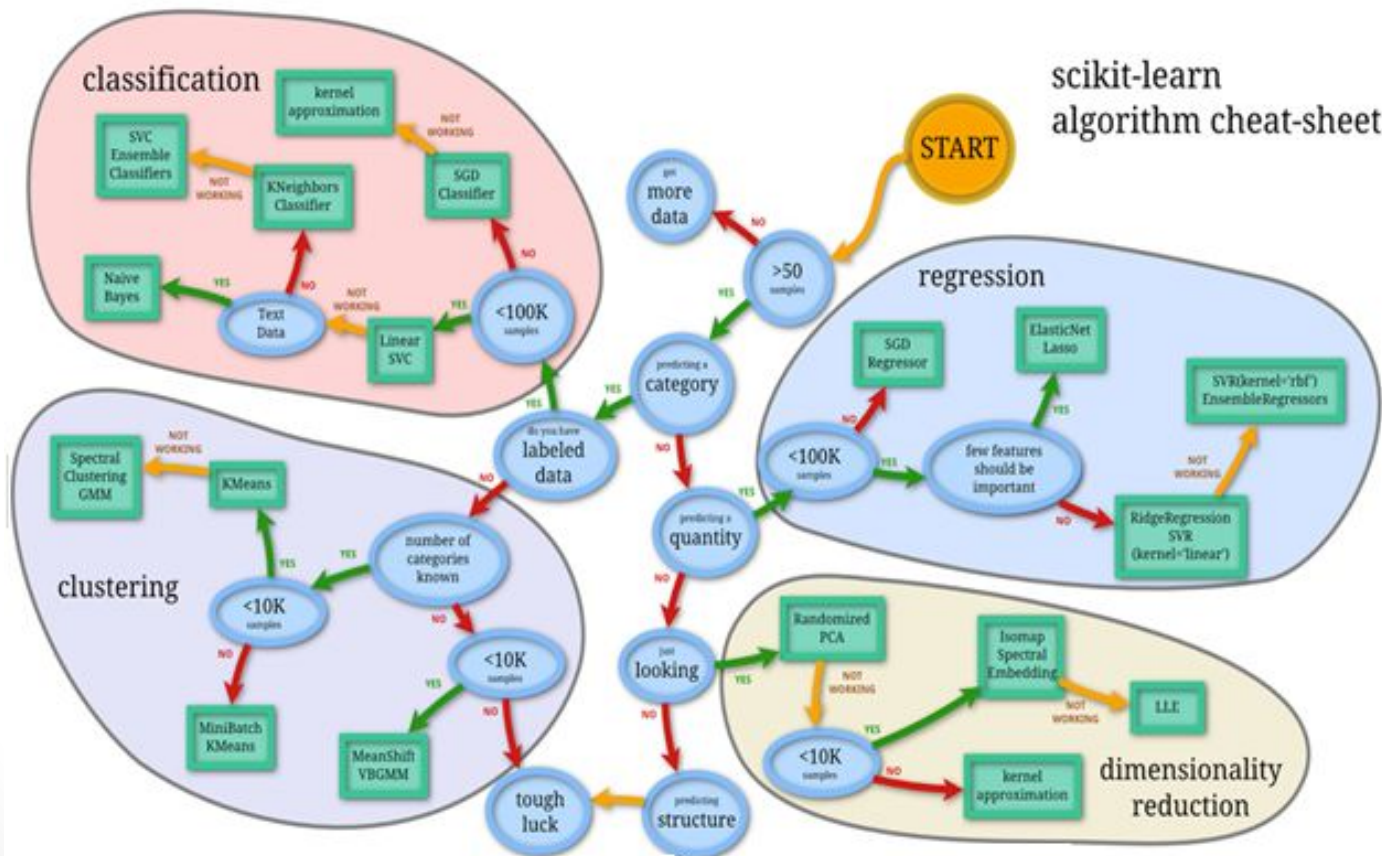 scikit-learn
algorithm cheat-sheet
START
>50
samples
NO
get
more
data
YES
predicting a
category
YES
NO
do you have
labeled
data
YES
NO
predicting a
quantity
YES
NO
just
looking
YES
NO
predicting
structure
tough
luck
classification
kernel
approximation
NOT
WORKING
SVC
Ensemble
Classifiers
NOT
WORKING
KNeighbors
Classifier
SGD
Classifier
NO
Naive
Bayes
YES
NO
Text
Data
NOT
WORKING
Linear
SVC
YES
<100K
samples
regression
SGD
Regressor
ElasticNet
Lasso
SVR(kernel='rbf')
EnsembleRegressors
NO
YES
<100K
samples
YES
few features
should be
important
NOT
WORKING
NO
RidgeRegression
SVR
(kernel='linear')
clustering
Spectral
Clustering
GMM
NOT
WORKING
KMeans
YES
number of
categories
known
YES
NO
<10K
samples
NO
<10K
samples
YES
NO
MiniBatch
KMeans
MeanShift
VBGMM
dimensionality
reduction
Randomized
PCA
NOT
WORKING
Isomap
Spectral
Embedding
NOT
WORKING
LLE
YES
<10K
samples
NO
kernel
approximation